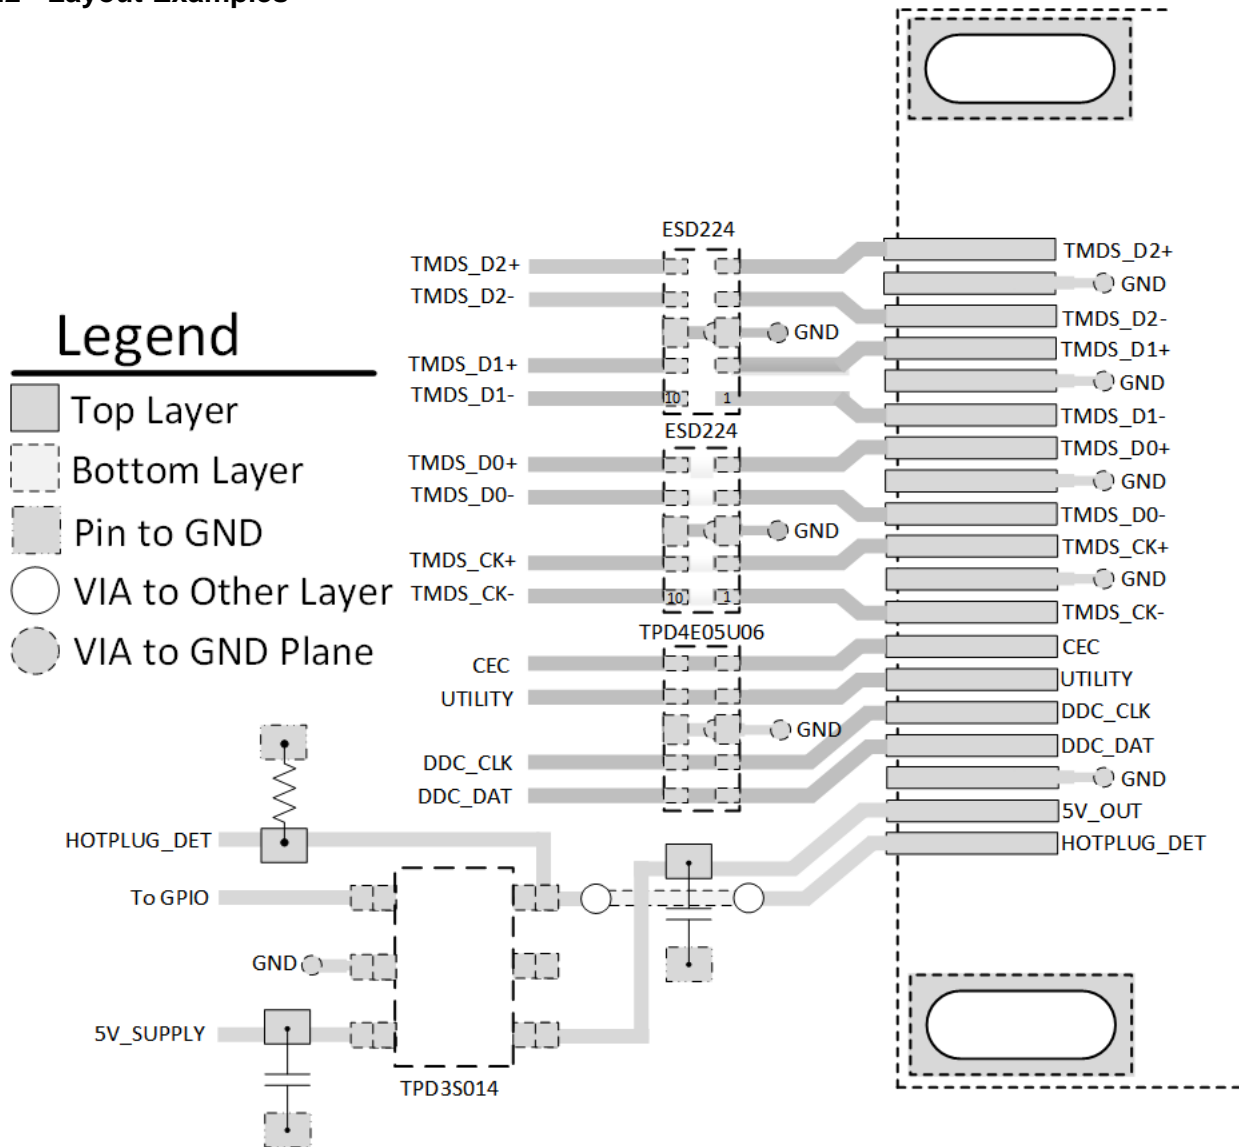 Layout Examples
ESD224
TMDS_D2+
TMDS_D2-
GND
TMDS_D1+
TMDS_D1-
10
1
ESD224
TMDS_D0+
TMDS_D0-
GND
TMDS_CK+
TMDS_CK-
10
1
TPD4E05U06
CEC
UTILITY
GND
DDC_CLK
DDC_DAT
TMDS_D2+
GND
TMDS_D2-
TMDS_D1+
GND
TMDS_D1-
TMDS_D0+
GND
TMDS_D0-
TMDS_CK+
GND
TMDS_CK-
CEC
UTILITY
DDC_CLK
DDC_DAT
GND
5V_OUT
HOTPLUG_DET
Legend
Top Layer
Bottom Layer
Pin to GND
VIA to Other Layer
VIA to GND Plane
HOTPLUG_DET
To GPIO
GND
5V_SUPPLY
TPD3S014